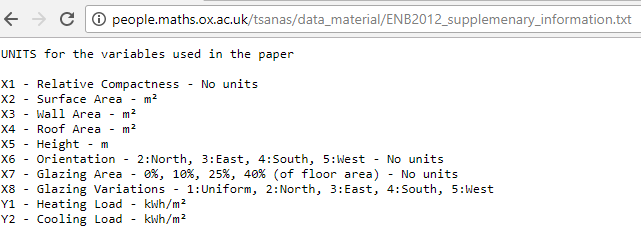 people.maths.ox.ac.uk/tsanas/data_material/ENB2012_supplemenary_information.txt
UNITS for the variables used in the paper
X1 - Relative Compactness - No units
X2 - Surface Area - m²
X3 - Wall Area - m²
X4 - Roof Area - m²
X5 - Height - m
X6 - Orientation - 2:North, 3:East, 4:South, 5:West - No units
X7 - Glazing Area - 0%, 10%, 25%, 40% (of floor area) - No units
X8 - Glazing Variations - 1:Uniform, 2:North, 3:East, 4:South, 5:West
Y1 - Heating Load - kWh/m²
Y2 - Cooling Load - kWh/m²